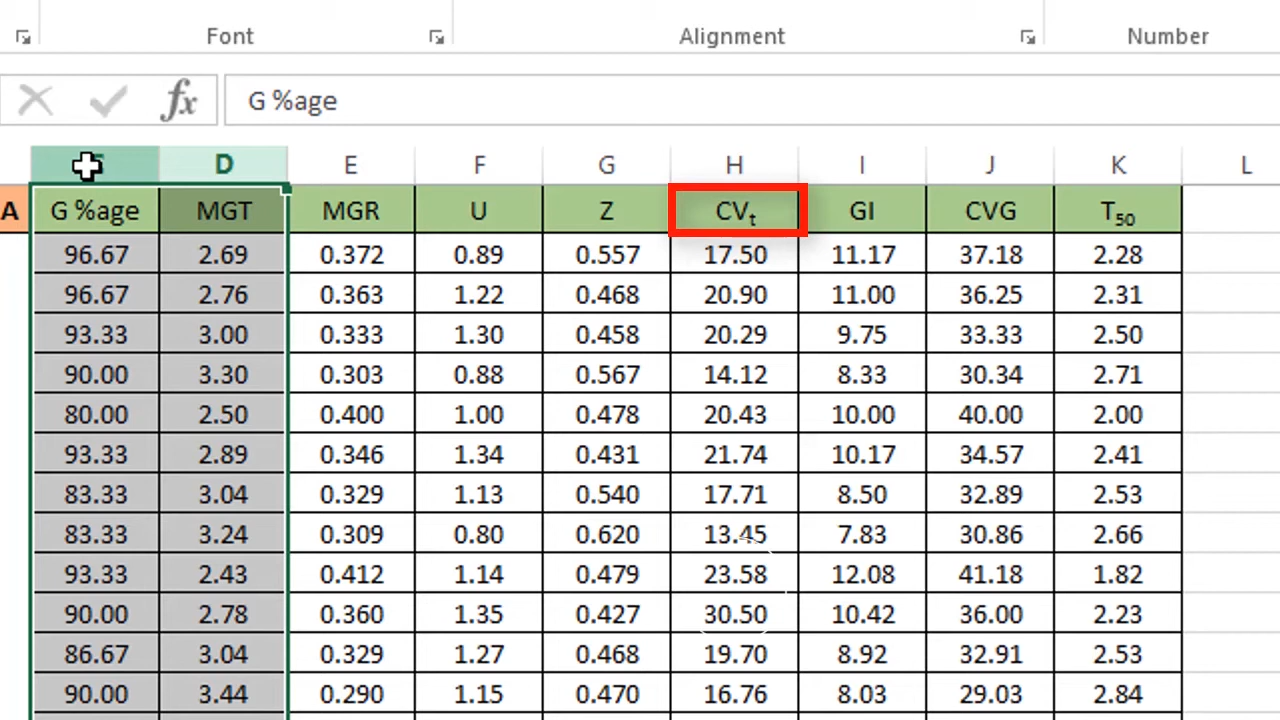 Font Alignment Number
fx G %age
D E F G H I J K L
A G %age MGT MGR U Z CVt GI CVG T50
96.67 2.69 0.372 0.89 0.557 17.50 11.17 37.18 2.28
96.67 2.76 0.363 1.22 0.468 20.90 11.00 36.25 2.31
93.33 3.00 0.333 1.30 0.458 20.29 9.75 33.33 2.50
90.00 3.30 0.303 0.88 0.567 14.12 8.33 30.34 2.71
80.00 2.50 0.400 1.00 0.478 20.43 10.00 40.00 2.00
93.33 2.89 0.346 1.34 0.431 21.74 10.17 34.57 2.41
83.33 3.04 0.329 1.13 0.540 17.71 8.50 32.89 2.53
83.33 3.24 0.309 0.80 0.620 13.45 7.83 30.86 2.66
93.33 2.43 0.412 1.14 0.479 23.58 12.08 41.18 1.82
90.00 2.78 0.360 1.35 0.427 30.50 10.42 36.00 2.23
86.67 3.04 0.329 1.27 0.468 19.70 8.92 32.91 2.53
90.00 3.44 0.290 1.15 0.470 16.76 8.03 29.03 2.84